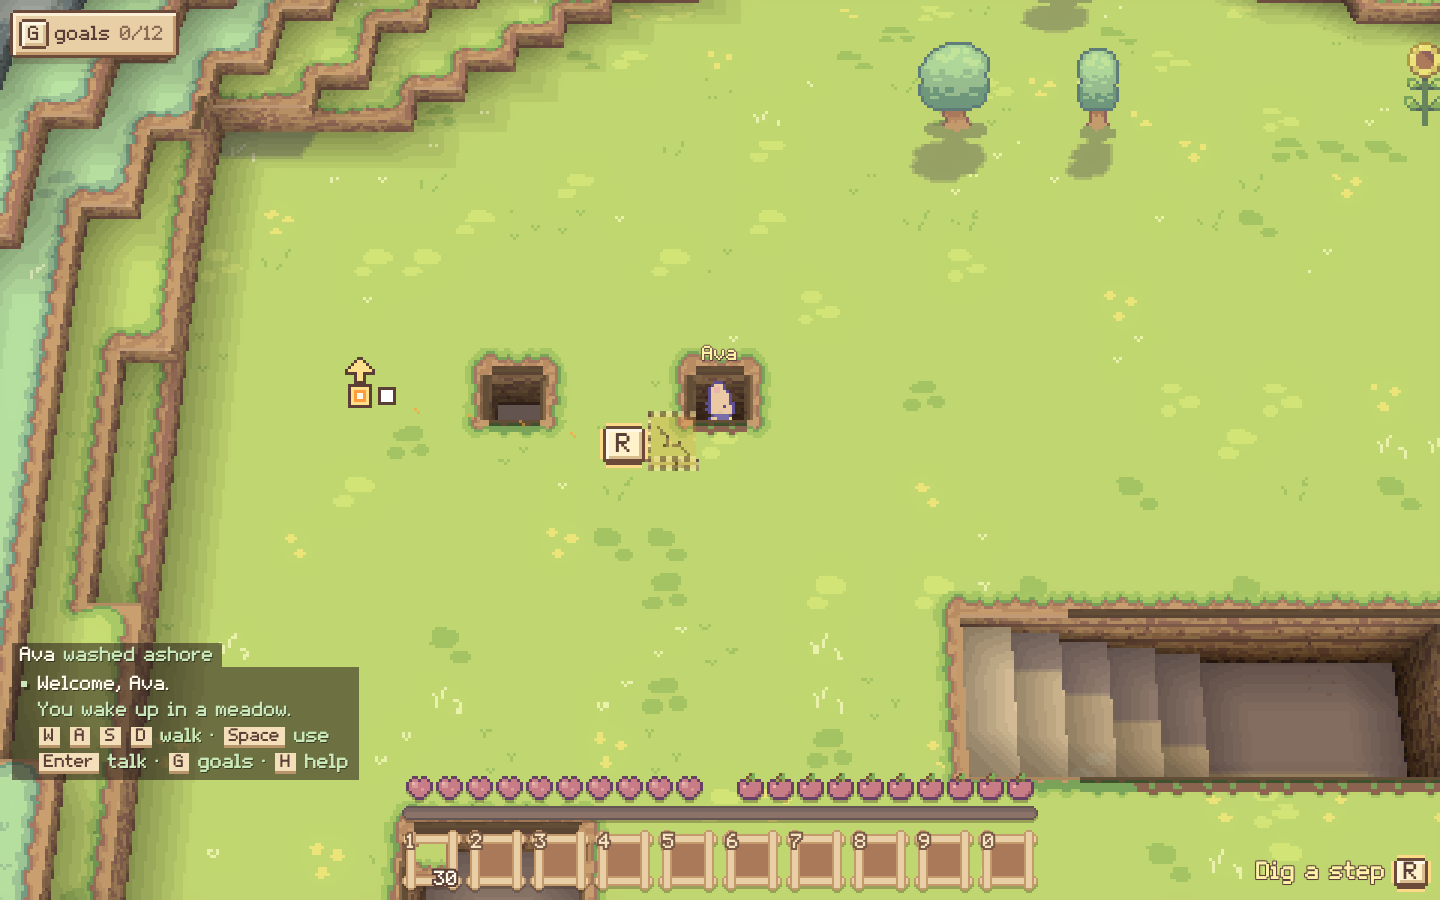 G goals 0/12
Ava
R
Ava washed ashore
Welcome, Ava.
You wake up in a meadow.
W A S D walk · Space use
Enter talk · G goals · H help
1 2 3 4 5 6 7 8 9 0
30
Dig a step R